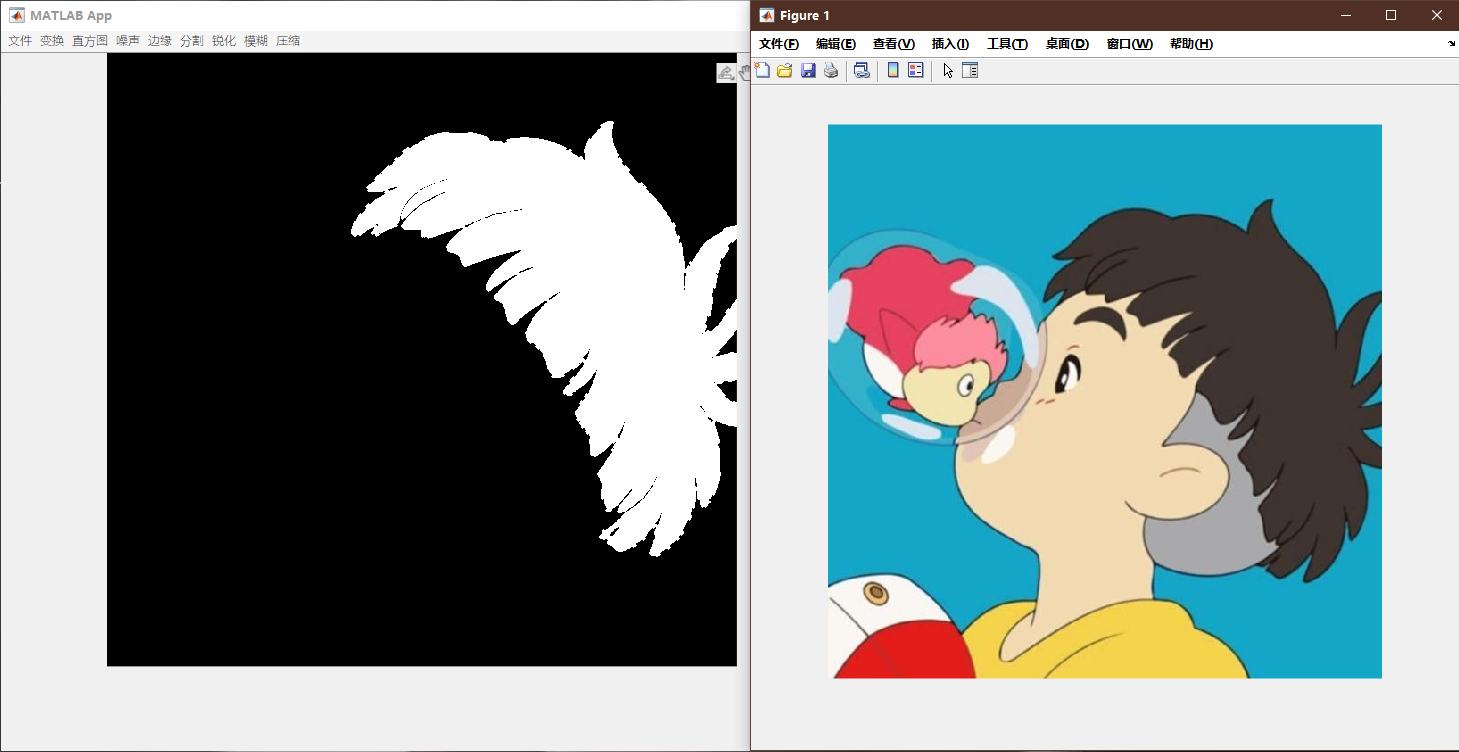 MATLAB App
文件 变换 直方图 噪声 边缘 分割 锐化 模糊 压缩
Figure 1
文件(F) 编辑(E) 查看(V) 插入(I) 工具(T) 桌面(D) 窗口(W) 帮助(H)